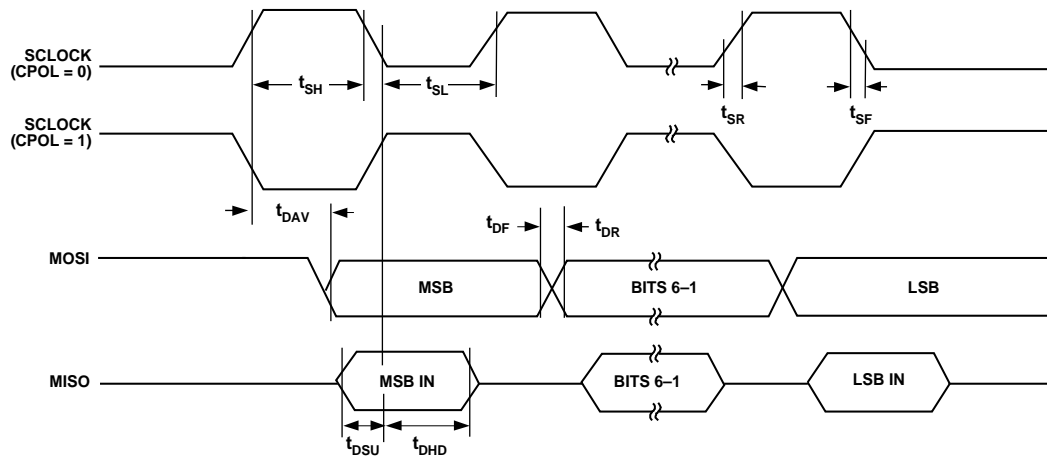 SCLOCK
(CPOL = 0)
tSH
tSL
tSR
tSF
SCLOCK
(CPOL = 1)
tDAV
tDF
tDR
MOSI
MSB
BITS 6–1
LSB
MISO
MSB IN
BITS 6–1
LSB IN
tDSU
tDHD